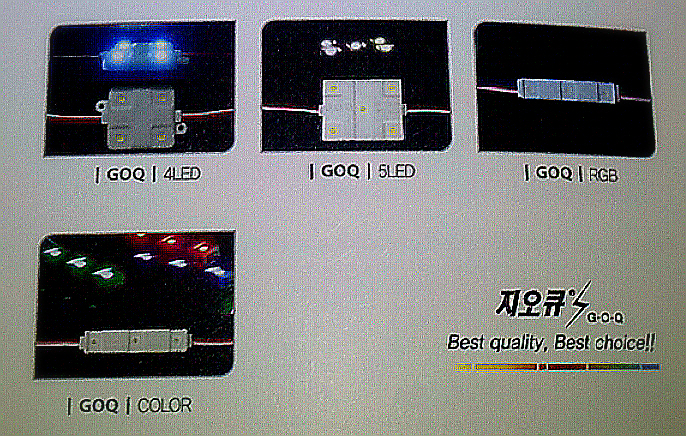 | GOQ | 4LED
| GOQ | 5LED
| GOQ | RGB
| GOQ | COLOR
지오큐
G-O-Q
Best quality, Best choice!!